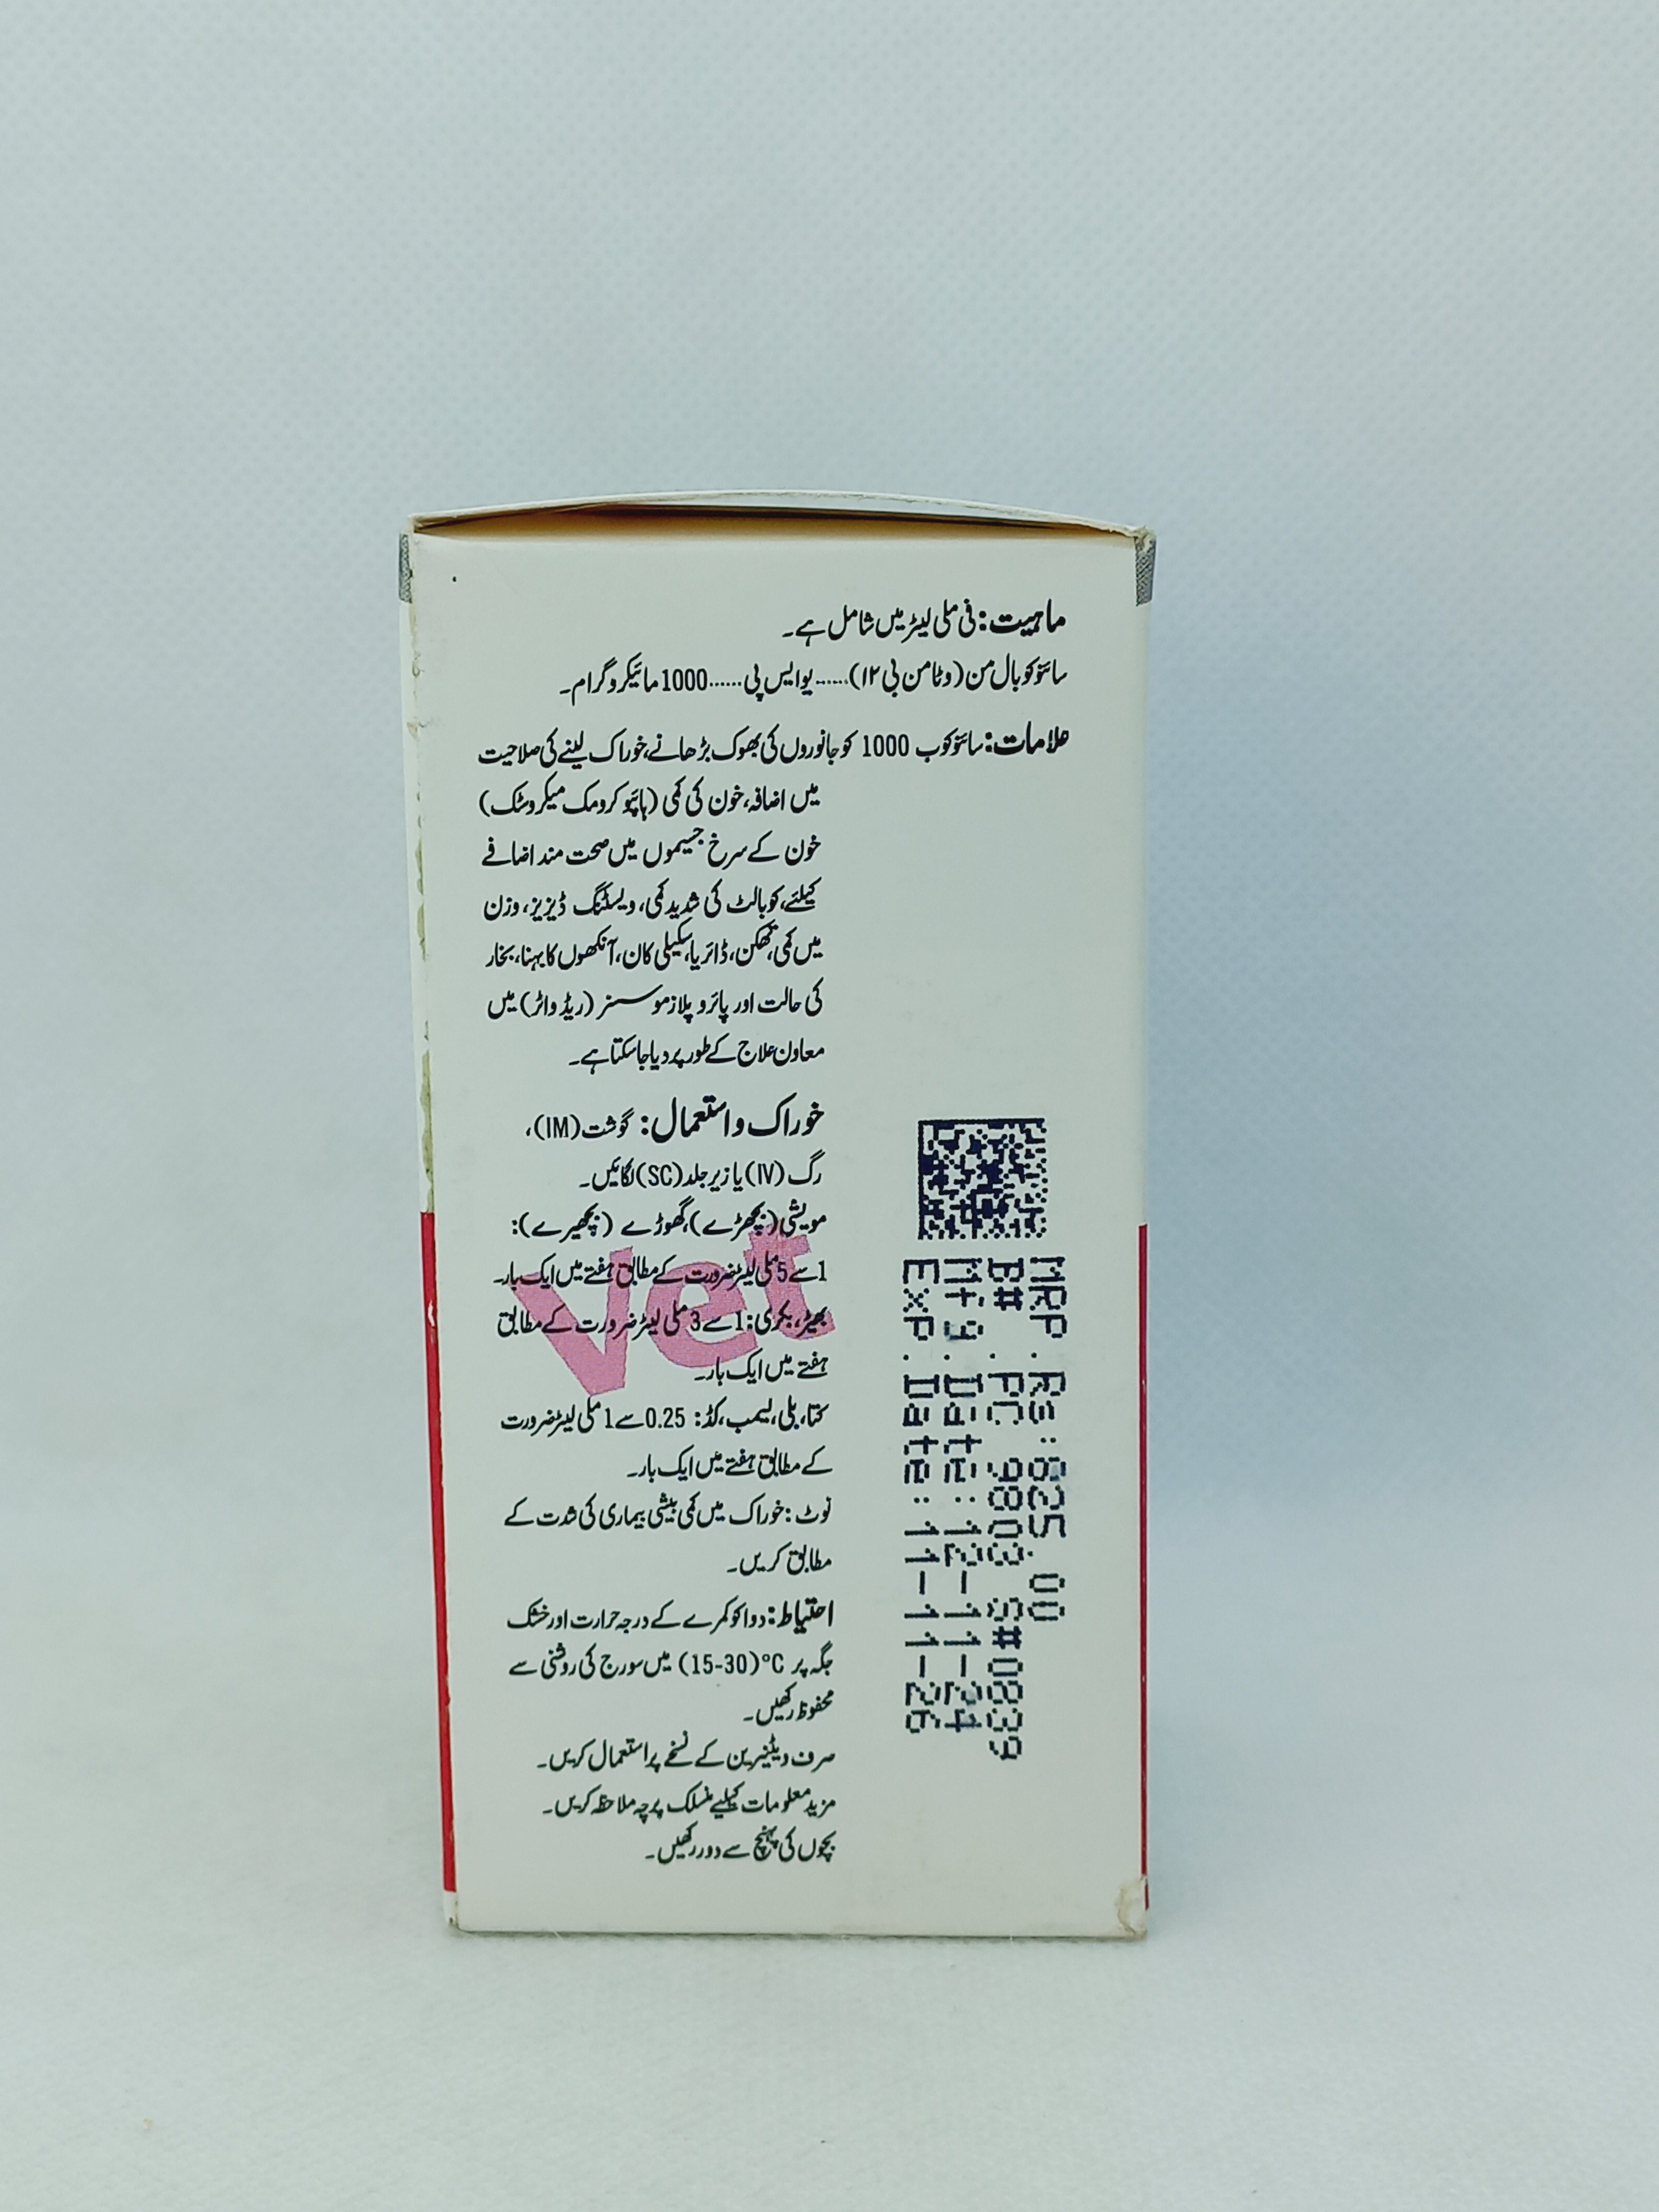 ماہیت: فی ملی لیٹر میں شامل ہے۔
سائنوکوبال من (وٹامن بی ۱۲)......یو ایس پی......1000 مائیکروگرام۔
علامات: سائنوکوب 1000 کو جانوروں کی بھوک بڑھانے، خوراک لینے کی صلاحیت
میں اضافہ، خون کی کمی (ہائپوکرومک میکروسٹک)
خون کے سرخ جسیموں میں صحت مند اضافے
کیلئے، کوبالٹ کی شدید کمی، ویسٹنگ ڈیزیز، وزن
میں کمی، تھکن، ڈائریا، سکیلی کان، آنکھوں کا بہنا، بخار
کی حالت اور پائرو پلازموسسز (ریڈ واٹر) میں
معاون علاج کے طور پر دیا جا سکتا ہے۔
خوراک و استعمال: گوشت (IM)،
رگ (IV) یا زیر جلد (SC) لگائیں۔
مویشی (بچھڑے)، گھوڑے (بچھیرے):
1 سے 5 ملی لیٹر ضرورت کے مطابق ہفتے میں ایک بار۔
بھیڑ، بکری: 1 سے 3 ملی لیٹر ضرورت کے مطابق
ہفتے میں ایک بار۔
کتا، بلی، لیمب، کڈ: 0.25 سے 1 ملی لیٹر ضرورت
کے مطابق ہفتے میں ایک بار۔
نوٹ: خوراک میں کمی بیشی بیماری کی شدت کے
مطابق کریں۔
احتیاط: دوا کو کمرے کے درجہ حرارت اور خشک
جگہ پر °C (15-30) میں سورج کی روشنی سے
محفوظ رکھیں۔
صرف ویٹنیرین کے نسخے پر استعمال کریں۔
مزید معلومات کیلیے منسلک پرچہ ملاحظہ کریں۔
بچوں کی پہنچ سے دور رکھیں۔
vet
MRP. Rs:825.00
B#. PC 9803 S#0839
Mfg.Date:12-11-24
Exp.Date:11-11-26